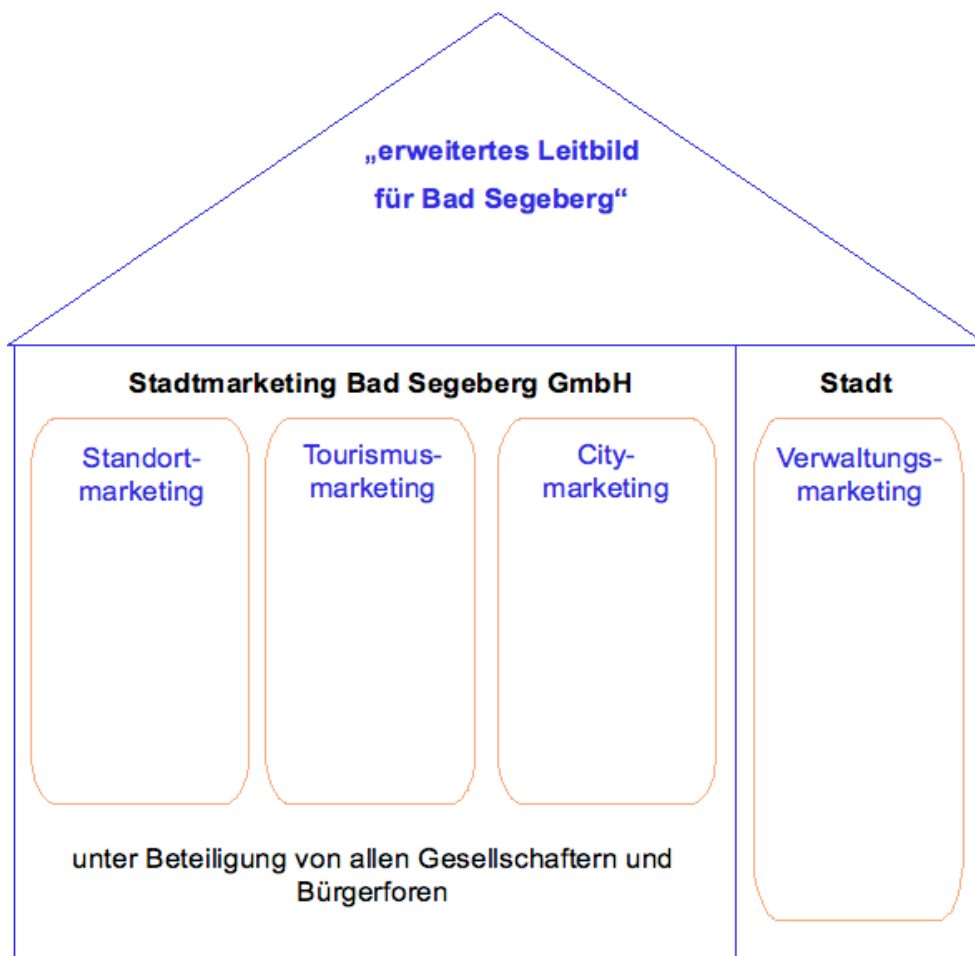 „erweitertes Leitbild
für Bad Segeberg“
Stadtmarketing Bad Segeberg GmbH
Standort-
marketing
Tourismus-
marketing
City-
marketing
unter Beteiligung von allen Gesellschaftern und
Bürgerforen
Stadt
Verwaltungs-
marketing